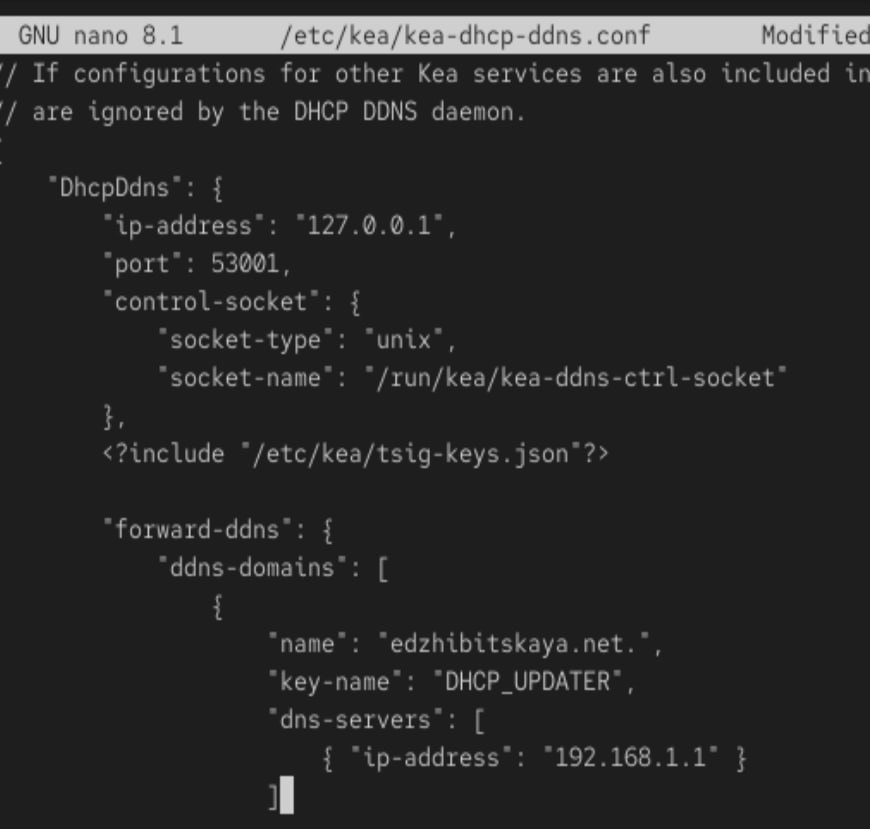 GNU nano 8.1 /etc/kea/kea-dhcp-ddns.conf Modified
// If configurations for other Kea services are also included in
// are ignored by the DHCP DDNS daemon.
{
"DhcpDdns": {
"ip-address": "127.0.0.1",
"port": 53001,
"control-socket": {
"socket-type": "unix",
"socket-name": "/run/kea/kea-ddns-ctrl-socket"
},
<?include "/etc/kea/tsig-keys.json"?>
"forward-ddns": {
"ddns-domains": [
{
"name": "edzhibitskaya.net.",
"key-name": "DHCP_UPDATER",
"dns-servers": [
{ "ip-address": "192.168.1.1" }
]